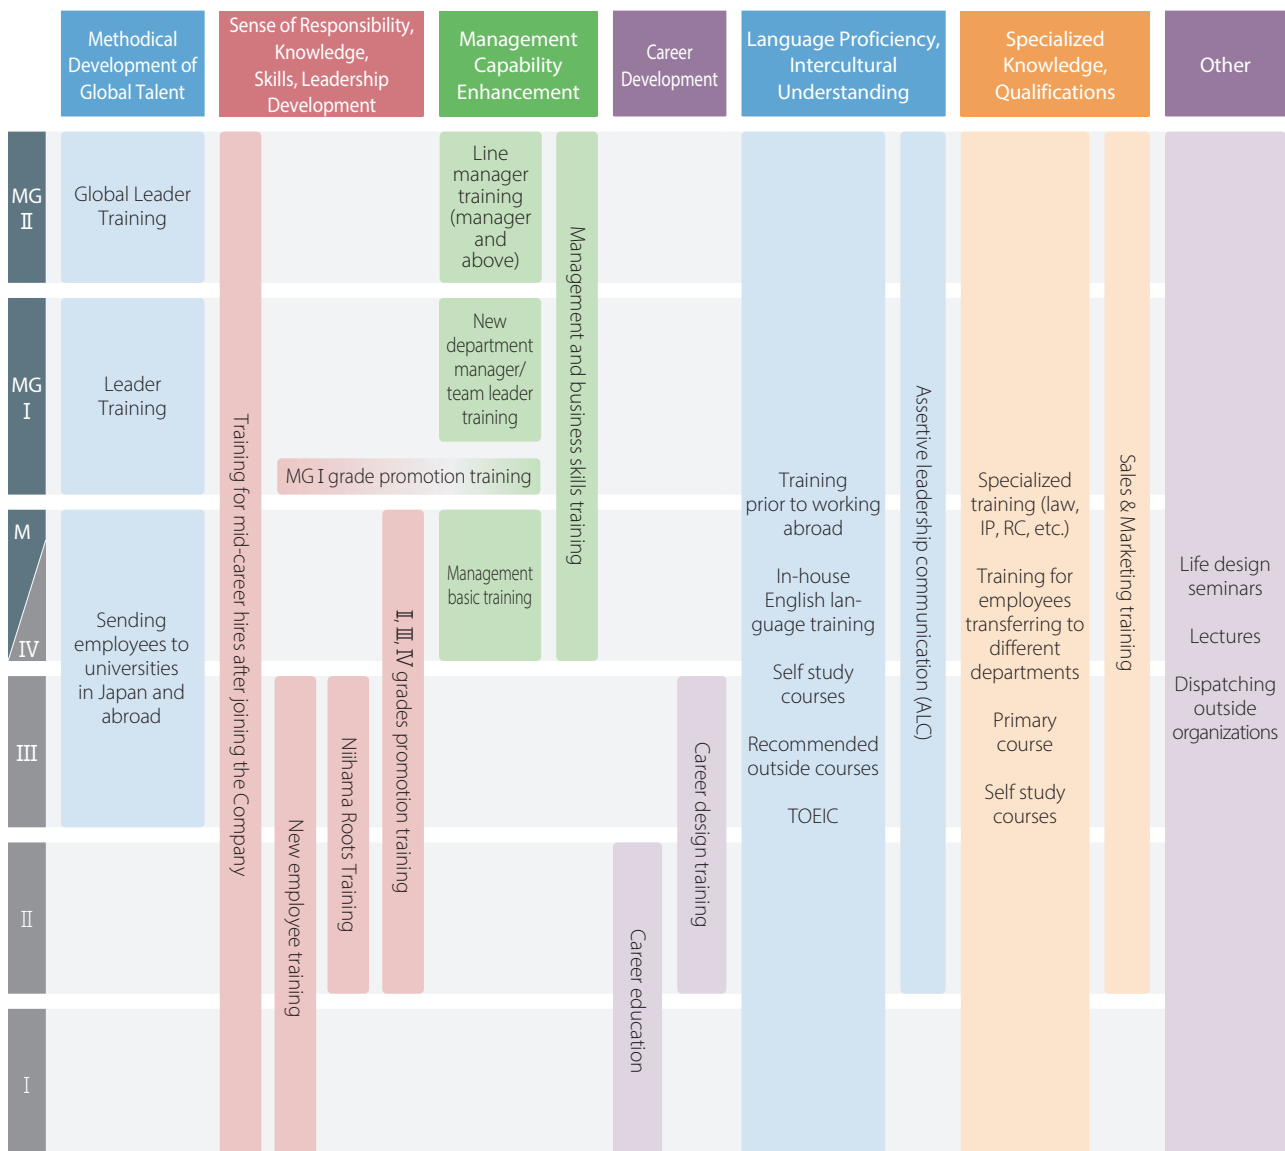 Methodical
Development of
Global Talent
Sense of Responsibility,
Knowledge,
Skills, Leadership
Development
Management
Capability
Enhancement
Career
Development
Language Proficiency,
Intercultural
Understanding
Specialized
Knowledge,
Qualifications
Other
MG
Ⅱ
MG
Ⅰ
M
Ⅳ
III
Ⅱ
Ⅰ
Global Leader
Training
Leader
Training
Sending
employees to
universities
in Japan and
abroad
Training for mid-career hires after joining the Company
New employee training
Niihama Roots Training
Ⅱ, Ⅲ, Ⅳ grades promotion training
MG I grade promotion training
Line
manager
training
(manager
and
above)
New
department
manager/
team leader
training
Management
basic training
Management and business skills training
Career education
Career design training
Training
prior to working
abroad
In-house
English lan-
guage training
Self study
courses
Recommended
outside courses
TOEIC
Assertive leadership communication (ALC)
Specialized
training (law,
IP, RC, etc.)
Training for
employees
transferring to
different
departments
Primary
course
Self study
courses
Sales & Marketing training
Life design
seminars
Lectures
Dispatching
outside
organizations